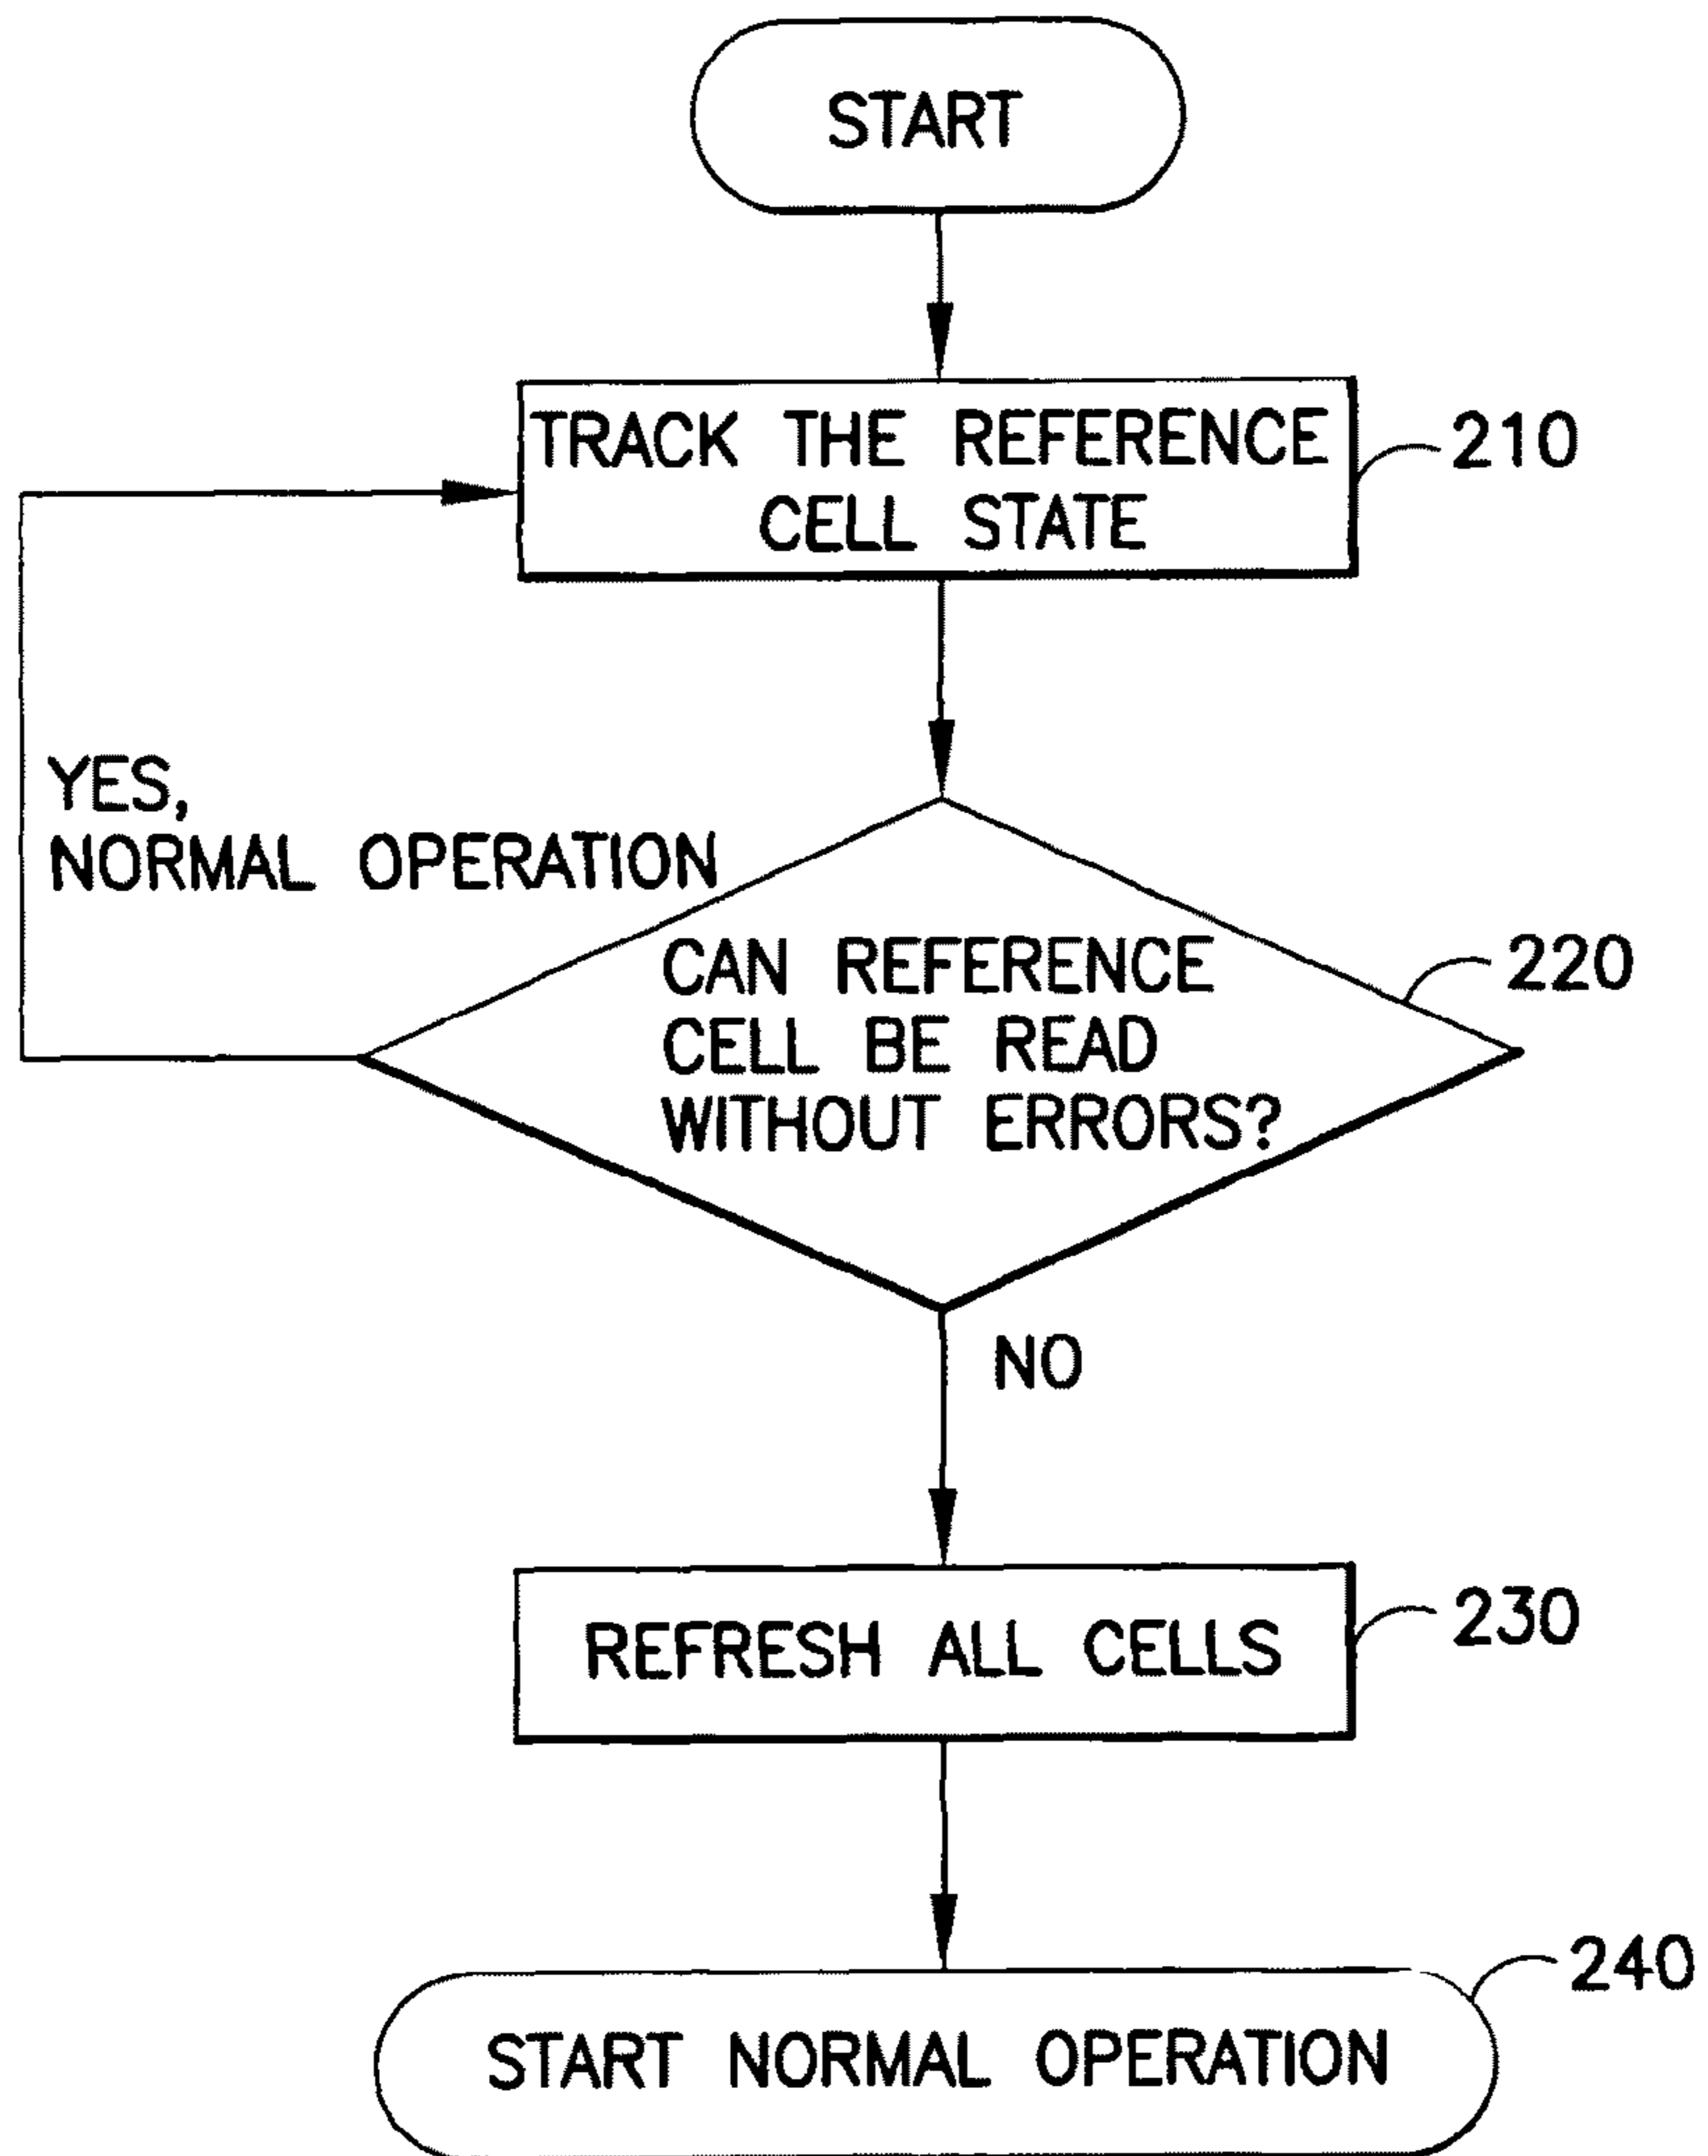 START
TRACK THE REFERENCE
CELL STATE
210
YES,
NORMAL OPERATION
CAN REFERENCE
CELL BE READ
WITHOUT ERRORS?
220
NO
REFRESH ALL CELLS
230
START NORMAL OPERATION
240